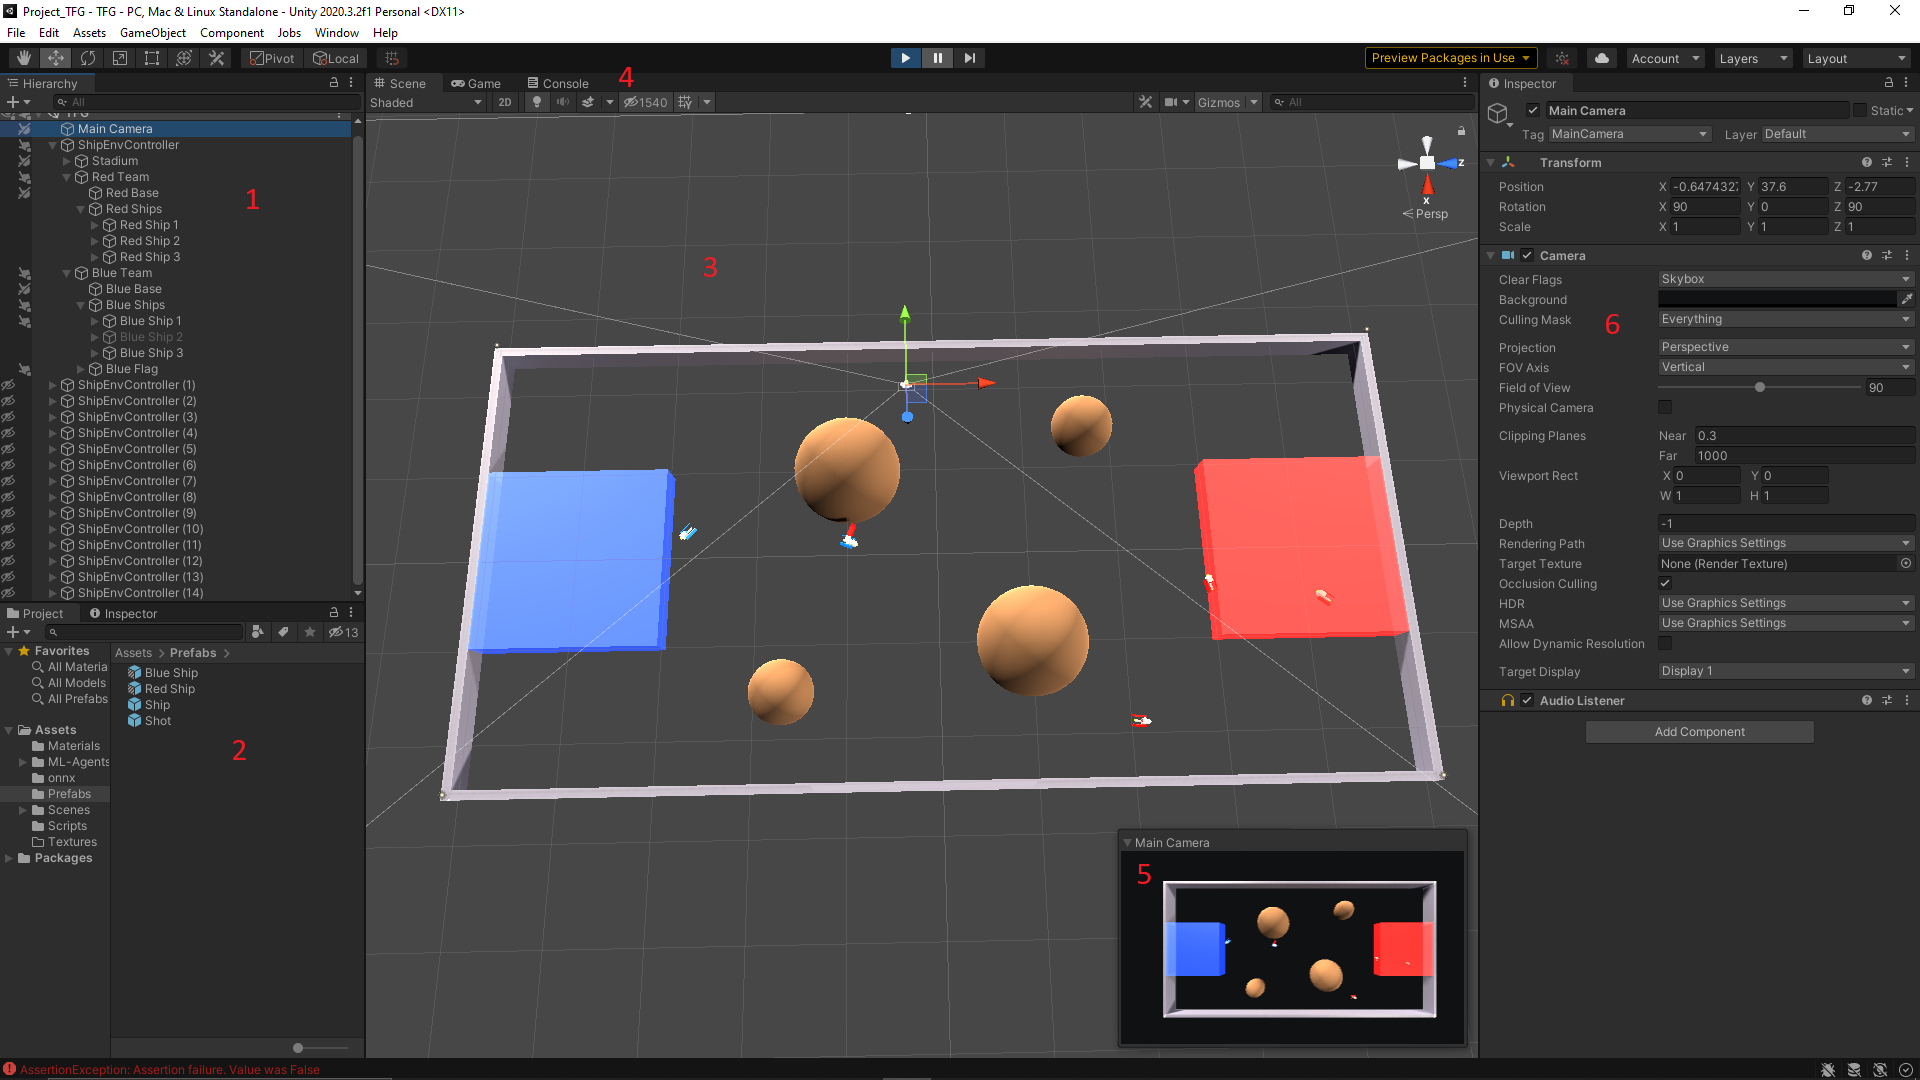 Project_TFG - TFG - PC, Mac & Linux Standalone - Unity 2020.3.2f1 Personal <DX11>
File Edit Assets GameObject Component Jobs Window Help
Pivot Local Preview Packages in Use Account Layers Layout
Hierarchy
All
TFG
Main Camera
ShipEnvController
Stadium
Red Team
Red Base
Red Ships
Red Ship 1
Red Ship 2
Red Ship 3
Blue Team
Blue Base
Blue Ships
Blue Ship 1
Blue Ship 2
Blue Ship 3
Blue Flag
ShipEnvController (1)
ShipEnvController (2)
ShipEnvController (3)
ShipEnvController (4)
ShipEnvController (5)
ShipEnvController (6)
ShipEnvController (7)
ShipEnvController (8)
ShipEnvController (9)
ShipEnvController (10)
ShipEnvController (11)
ShipEnvController (12)
ShipEnvController (13)
ShipEnvController (14)
1
Project Inspector
13
Favorites
All Materia
All Models
All Prefabs
Assets
Materials
ML-Agents
onnx
Prefabs
Scenes
Scripts
Textures
Packages
Assets > Prefabs >
Blue Ship
Red Ship
Ship
Shot
2
Scene Game Console
4
Shaded 2D 1540 Gizmos All
3
z
x
Persp
Main Camera
5
Inspector
Main Camera Static
Tag MainCamera Layer Default
Transform
Position X -0.6474327 Y 37.6 Z -2.77
Rotation X 90 Y 0 Z 90
Scale X 1 Y 1 Z 1
Camera
Clear Flags Skybox
Background
Culling Mask Everything
6
Projection Perspective
FOV Axis Vertical
Field of View 90
Physical Camera
Clipping Planes Near 0.3
Far 1000
Viewport Rect X 0 Y 0
W 1 H 1
Depth -1
Rendering Path Use Graphics Settings
Target Texture None (Render Texture)
Occlusion Culling
HDR Use Graphics Settings
MSAA Use Graphics Settings
Allow Dynamic Resolution
Target Display Display 1
Audio Listener
Add Component
AssertionException: Assertion failure. Value was False